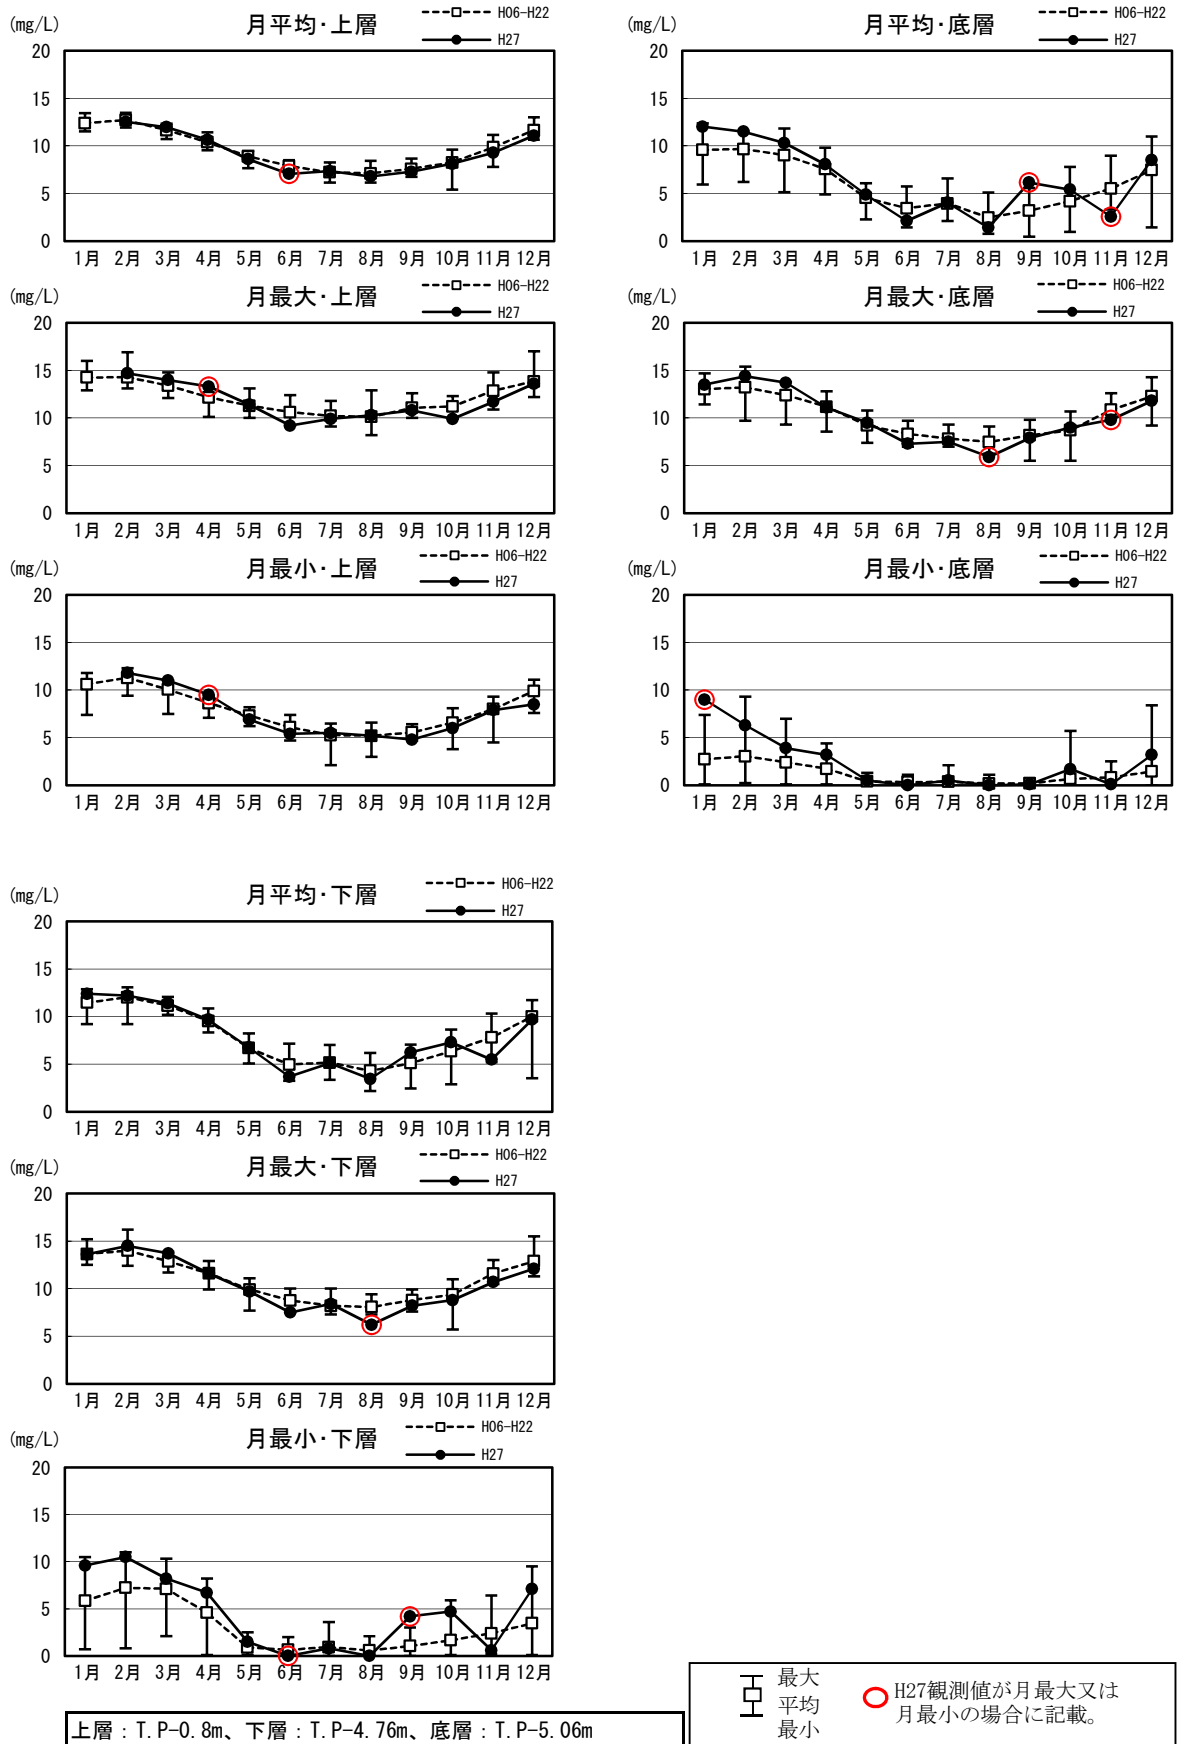 (mg/L)
月平均・上層
H06-H22
H27
20
15
10
5
0
1月 2月 3月 4月 5月 6月 7月 8月 9月 10月 11月 12月
(mg/L)
月平均・底層
H06-H22
H27
20
15
10
5
0
1月 2月 3月 4月 5月 6月 7月 8月 9月 10月 11月 12月
(mg/L)
月最大・上層
H06-H22
H27
20
15
10
5
0
1月 2月 3月 4月 5月 6月 7月 8月 9月 10月 11月 12月
(mg/L)
月最大・底層
H06-H22
H27
20
15
10
5
0
1月 2月 3月 4月 5月 6月 7月 8月 9月 10月 11月 12月
(mg/L)
月最小・上層
H06-H22
H27
20
15
10
5
0
1月 2月 3月 4月 5月 6月 7月 8月 9月 10月 11月 12月
(mg/L)
月最小・底層
H06-H22
H27
20
15
10
5
0
1月 2月 3月 4月 5月 6月 7月 8月 9月 10月 11月 12月
(mg/L)
月平均・下層
H06-H22
H27
20
15
10
5
0
1月 2月 3月 4月 5月 6月 7月 8月 9月 10月 11月 12月
(mg/L)
月最大・下層
H06-H22
H27
20
15
10
5
0
1月 2月 3月 4月 5月 6月 7月 8月 9月 10月 11月 12月
(mg/L)
月最小・下層
H06-H22
H27
20
15
10
5
0
1月 2月 3月 4月 5月 6月 7月 8月 9月 10月 11月 12月
上層：T.P-0.8m、下層：T.P-4.76m、底層：T.P-5.06m
最大
平均
最小
H27観測値が月最大又は
月最小の場合に記載。